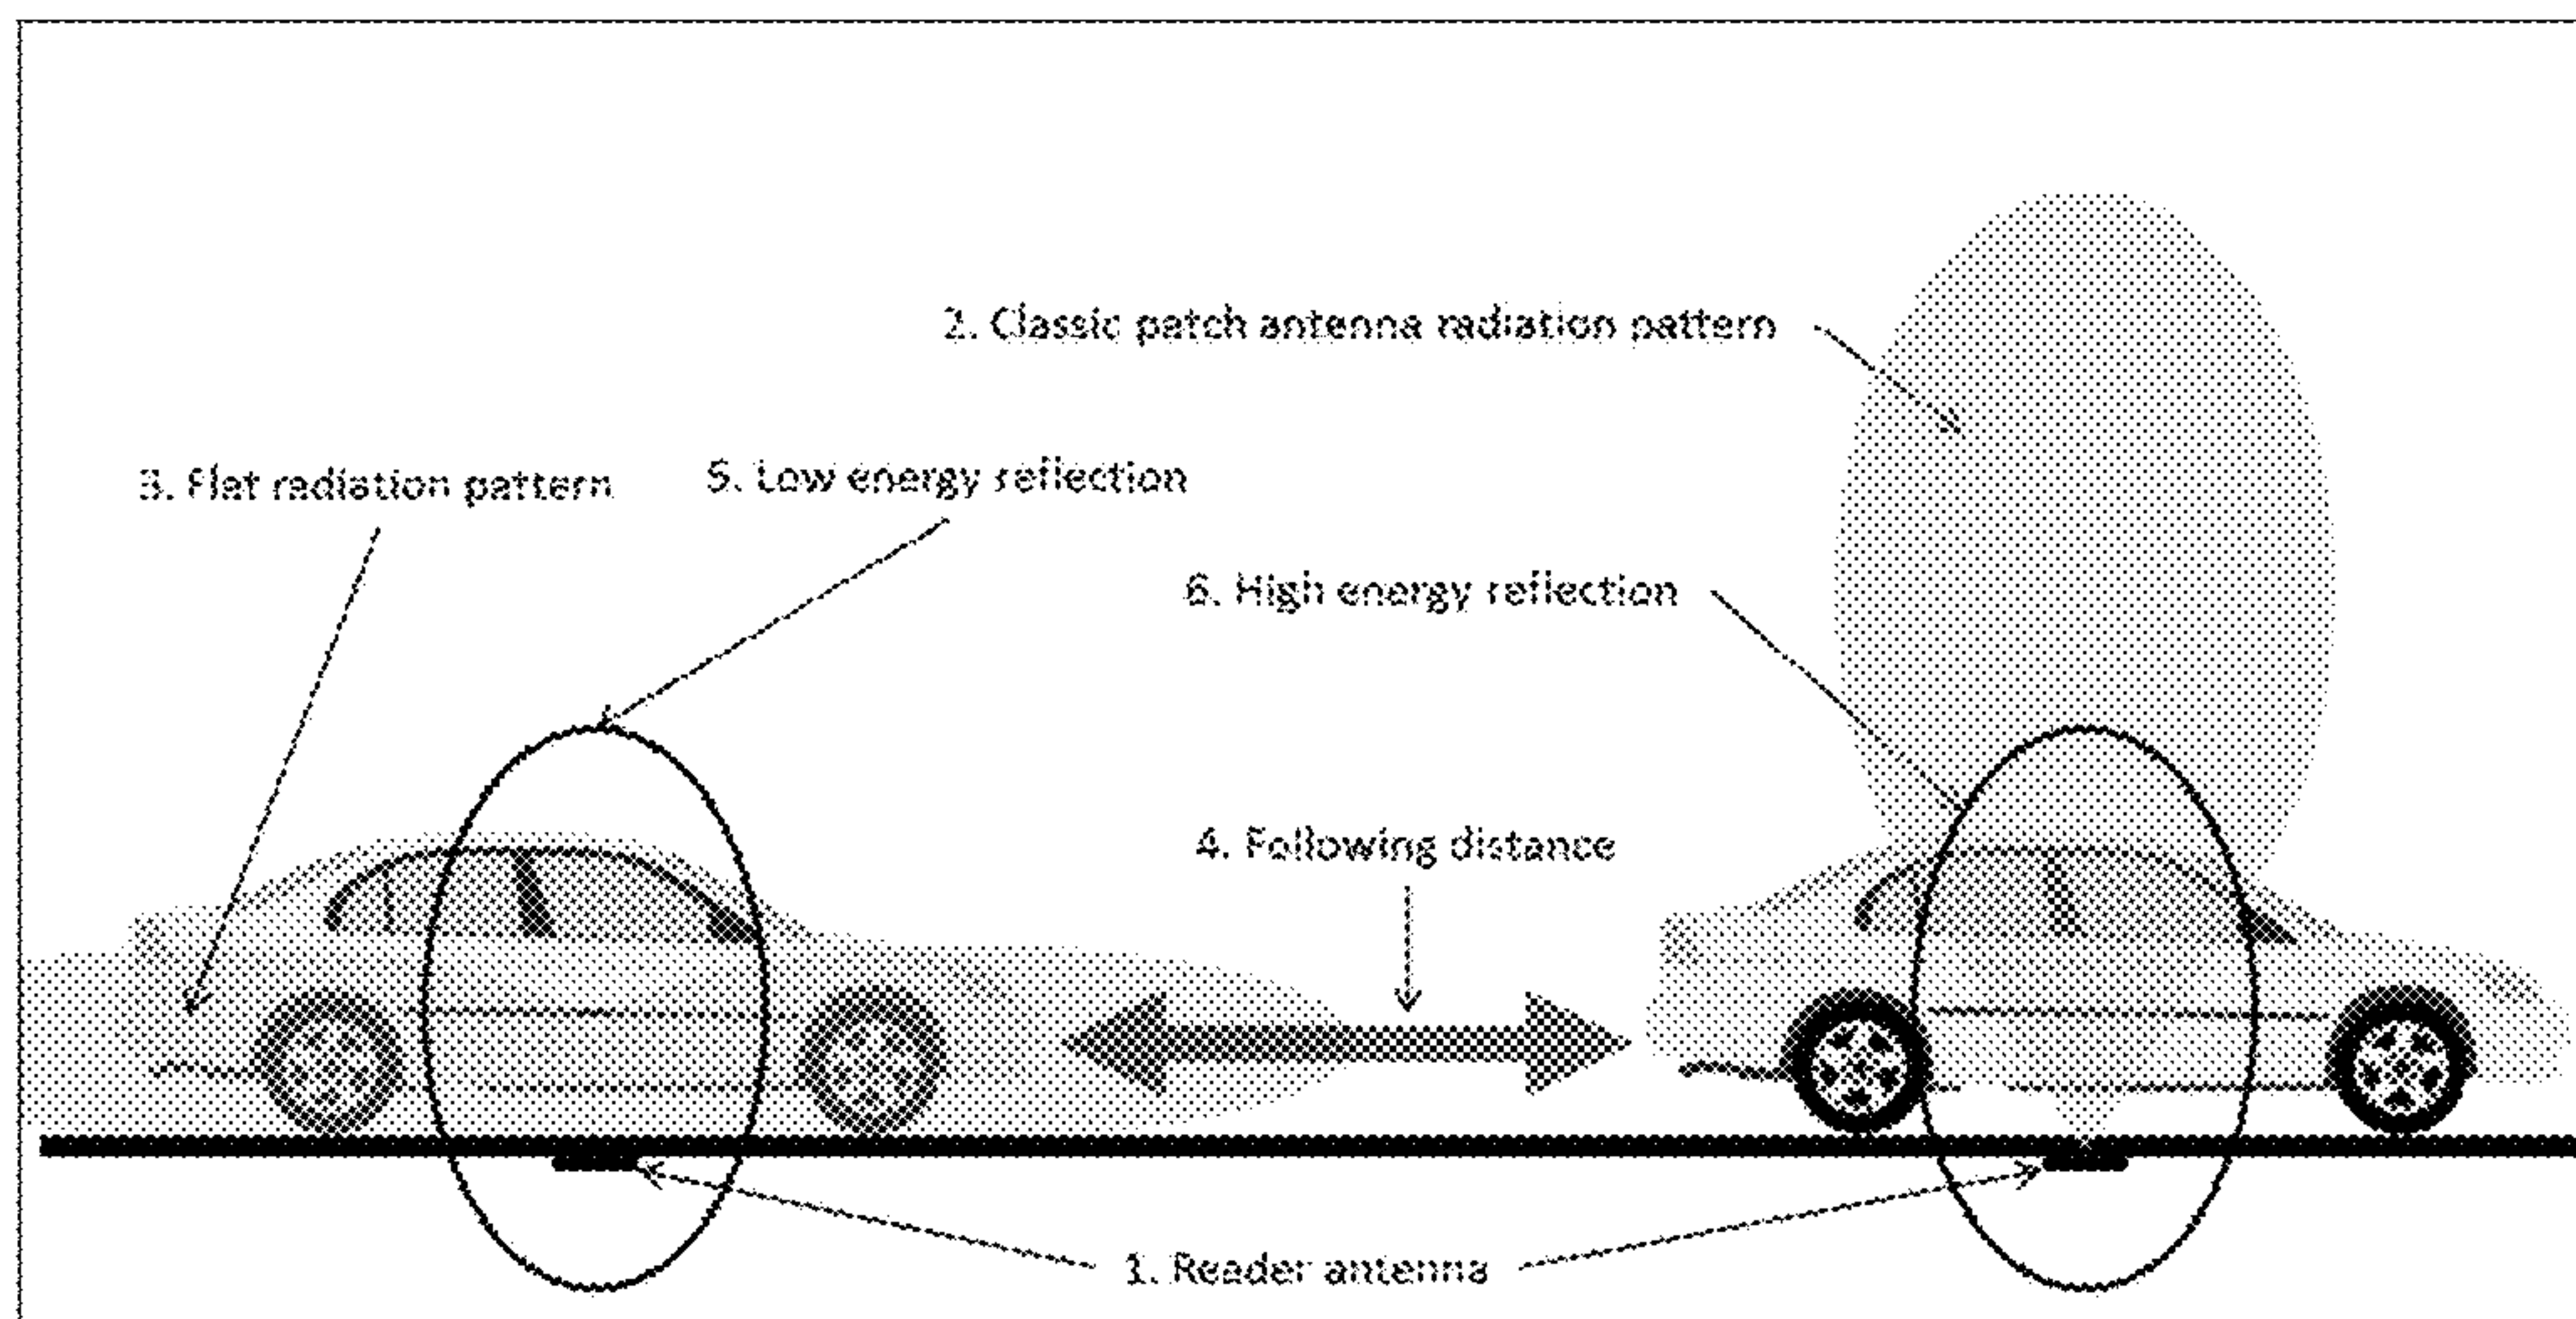 2. Classic patch antenna radiation pattern
3. Flat radiation pattern
5. Low energy reflection
6. High energy reflection
4. Following distance
1. Reader antenna